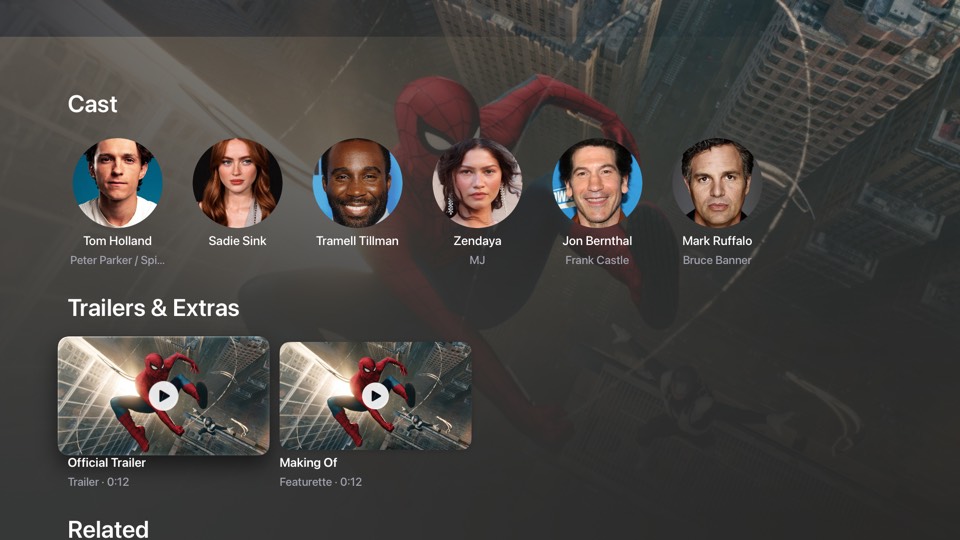 Cast
Tom Holland
Peter Parker / Spi...
Sadie Sink
Tramell Tillman
Zendaya
MJ
Jon Bernthal
Frank Castle
Mark Ruffalo
Bruce Banner
Trailers & Extras
Official Trailer
Trailer · 0:12
Making Of
Featurette · 0:12
Related